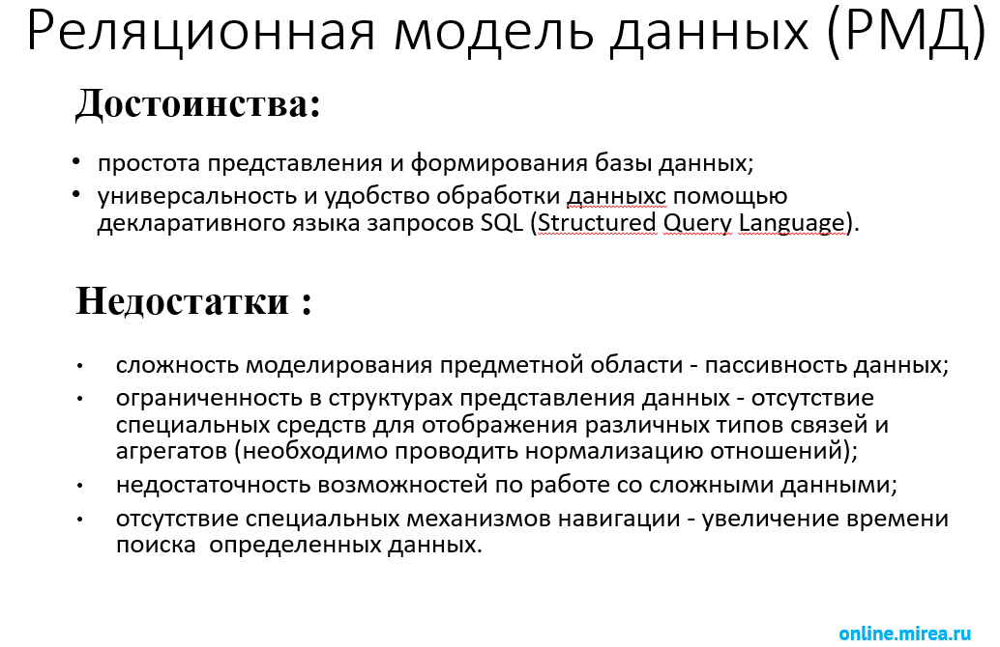 Реляционная модель данных (РМД)
Достоинства:
• простота представления и формирования базы данных;
• универсальность и удобство обработки данныхс помощью
декларативного языка запросов SQL (Structured Query Language).
Недостатки :
• сложность моделирования предметной области - пассивность данных;
• ограниченность в структурах представления данных - отсутствие
специальных средств для отображения различных типов связей и
агрегатов (необходимо проводить нормализацию отношений);
• недостаточность возможностей по работе со сложными данными;
• отсутствие специальных механизмов навигации - увеличение времени
поиска  определенных данных.
online.mirea.ru